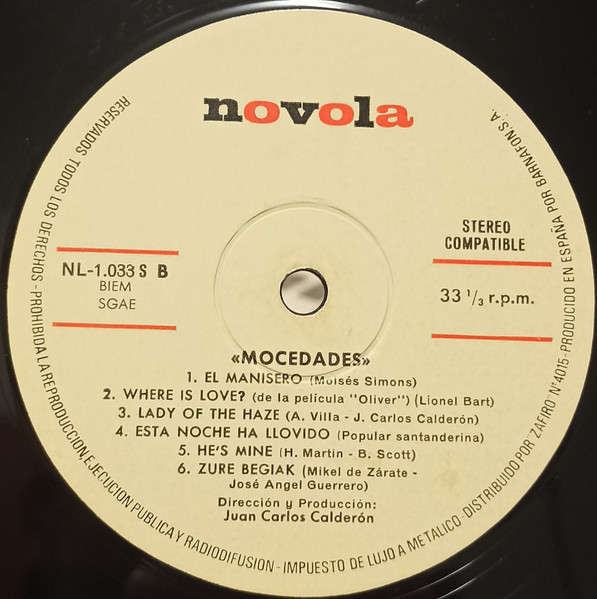 novola
STEREO
COMPATIBLE
NL-1.033 S B
BIEM
SGAE
33 1/3 r.p.m.
«MOCEDADES»
1. EL MANISERO (Moisés Simons)
2. WHERE IS LOVE? (de la película "Oliver") (Lionel Bart)
3. LADY OF THE HAZE (A. Villa - J. Carlos Calderón)
4. ESTA NOCHE HA LLOVIDO (Popular santanderina)
5. HE'S MINE (H. Martin - B. Scott)
6. ZURE BEGIAK (Mikel de Zárate -
José Angel Guerrero)
Dirección y Producción:
Juan Carlos Calderón
RESERVADOS TODOS LOS DERECHOS - PROHIBIDA LA REPRODUCCION, EJECUCION PUBLICA Y RADIODIFUSION - IMPUESTO DE LUJO A METALICO - DISTRIBUIDO POR "ZAFIRO" Nº 4015 - PRODUCIDO EN ESPAÑA POR BARNAFON S.A.